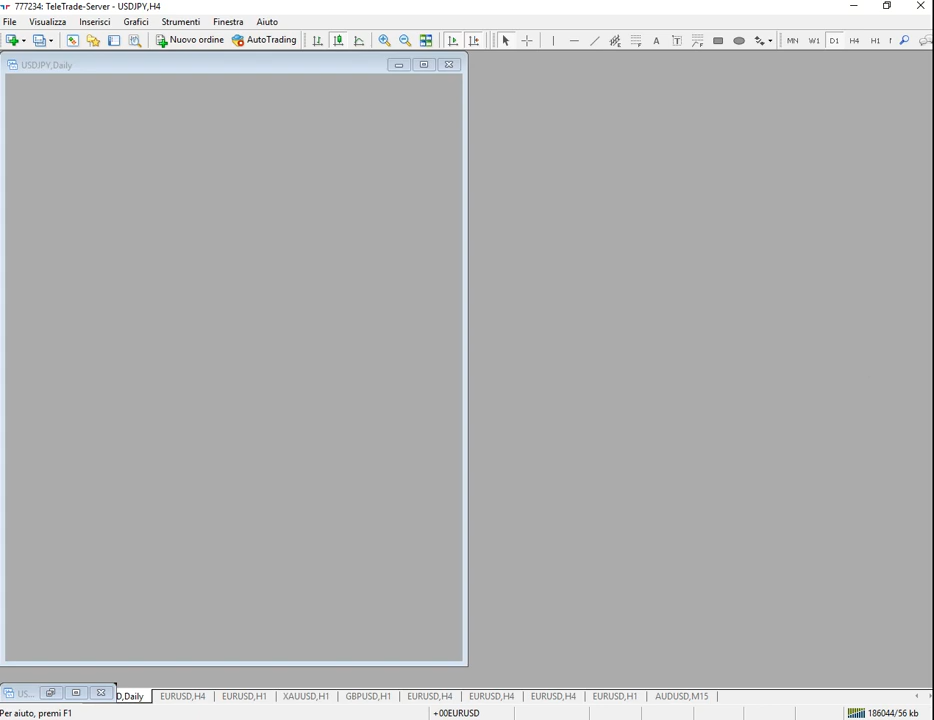 777234: TeleTrade-Server - USDJPY,H4
File Visualizza Inserisci Grafici Strumenti Finestra Aiuto
Nuovo ordine AutoTrading A T MN W1 D1 H4 H1
USDJPY,Daily
US... D,Daily EURUSD,H4 EURUSD,H1 XAUUSD,H1 GBPUSD,H1 EURUSD,H4 EURUSD,H4 EURUSD,H4 EURUSD,H1 AUDUSD,M15
Per aiuto, premi F1 +00EURUSD 186044/56 kb